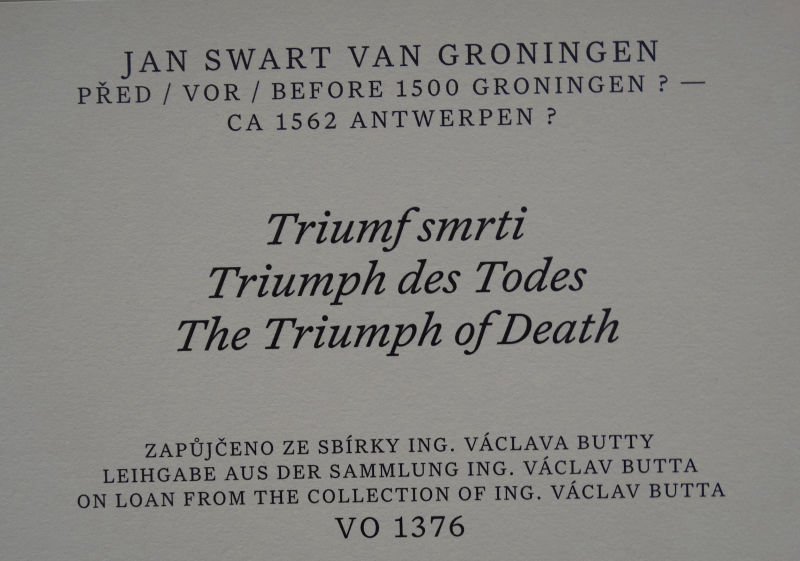 JAN SWART VAN GRONINGEN
PŘED / VOR / BEFORE 1500 GRONINGEN ? —
CA 1562 ANTWERPEN ?
Triumf smrti
Triumph des Todes
The Triumph of Death
ZAPŮJČENO ZE SBÍRKY ING. VÁCLAVA BUTTY
LEIHGABE AUS DER SAMMLUNG ING. VÁCLAV BUTTA
ON LOAN FROM THE COLLECTION OF ING. VÁCLAV BUTTA
VO 1376